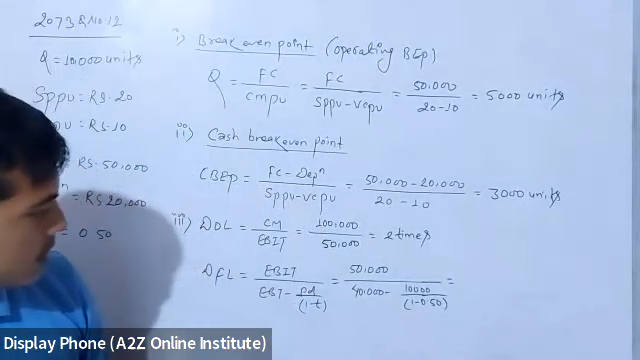 2073 Q.No.12
Q = 10,000 units
Sppu = RS. 20
pu = RS. 10
RS. 50,000
= RS 20,000
= 0.50
i) Break even point (operating BEP)
Q = FC / cmpu = FC / Sppu - vcpu = 50,000 / 20-10 = 5000 units
ii) Cash breakeven point
CBEP = FC - Depn / Sppu - vcpu = 50,000 - 20,000 / 20 - 10 = 3000 units
iii) DOL = CM / EBIT = 100,000 / 50,000 = 2 times
DFL = EBIT / EBT - Pd / (1-t) = 50,000 / 40,000 - 10000 / (1-0.50) =
Display Phone (A2Z Online Institute)